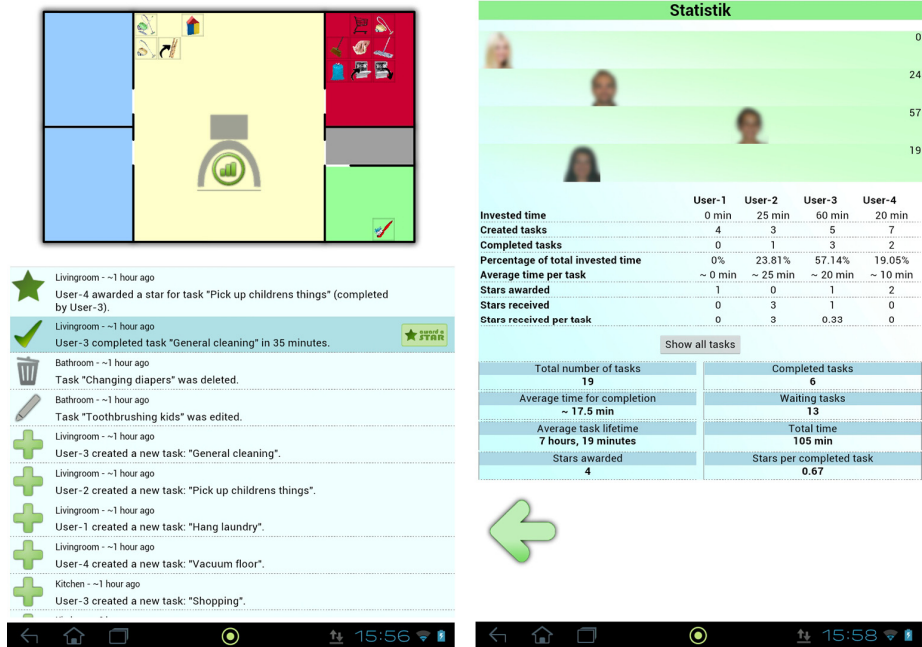 Livingroom - ~1 hour ago
User-4 awarded a star for task "Pick up childrens things" (completed
by User-3).
Livingroom - ~1 hour ago
User-3 completed task "General cleaning" in 35 minutes.
award a
STAR
Bathroom - ~1 hour ago
Task "Changing diapers" was deleted.
Bathroom - ~1 hour ago
Task "Toothbrushing kids" was edited.
Livingroom - ~1 hour ago
User-3 created a new task: "General cleaning".
Livingroom - ~1 hour ago
User-2 created a new task: "Pick up childrens things".
Livingroom - ~1 hour ago
User-1 created a new task: "Hang laundry".
Livingroom - ~1 hour ago
User-4 created a new task: "Vacuum floor".
Kitchen - ~1 hour ago
User-3 created a new task: "Shopping".
15:56
Statistik
0
24
57
19
User-1 User-2 User-3 User-4
Invested time 0 min 25 min 60 min 20 min
Created tasks 4 3 5 7
Completed tasks 0 1 3 2
Percentage of total invested time 0% 23.81% 57.14% 19.05%
Average time per task ~ 0 min ~ 25 min ~ 20 min ~ 10 min
Stars awarded 1 0 1 2
Stars received 0 3 1 0
Stars received per task 0 3 0.33 0
Show all tasks
Total number of tasks Completed tasks
19 6
Average time for completion Waiting tasks
~ 17.5 min 13
Average task lifetime Total time
7 hours, 19 minutes 105 min
Stars awarded Stars per completed task
4 0.67
15:58